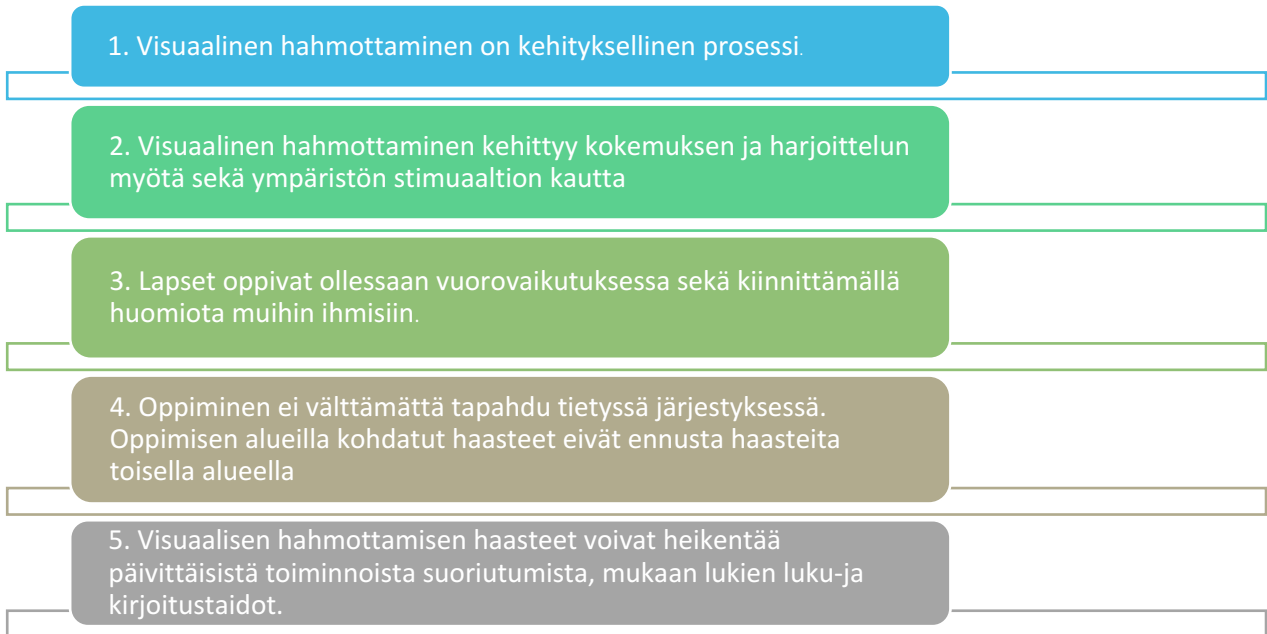 1. Visuaalinen hahmottaminen on kehityksellinen prosessi.
2. Visuaalinen hahmottaminen kehittyy kokemuksen ja harjoittelun
myötä sekä ympäristön stimuaaltion kautta
3. Lapset oppivat ollessaan vuorovaikutuksessa sekä kiinnittämällä
huomiota muihin ihmisiin.
4. Oppiminen ei välttämättä tapahdu tietyssä järjestyksessä.
Oppimisen alueilla kohdatut haasteet eivät ennusta haasteita
toisella alueella
5. Visuaalisen hahmottamisen haasteet voivat heikentää
päivittäisistä toiminnoista suoriutumista, mukaan lukien luku-ja
kirjoitustaidot.